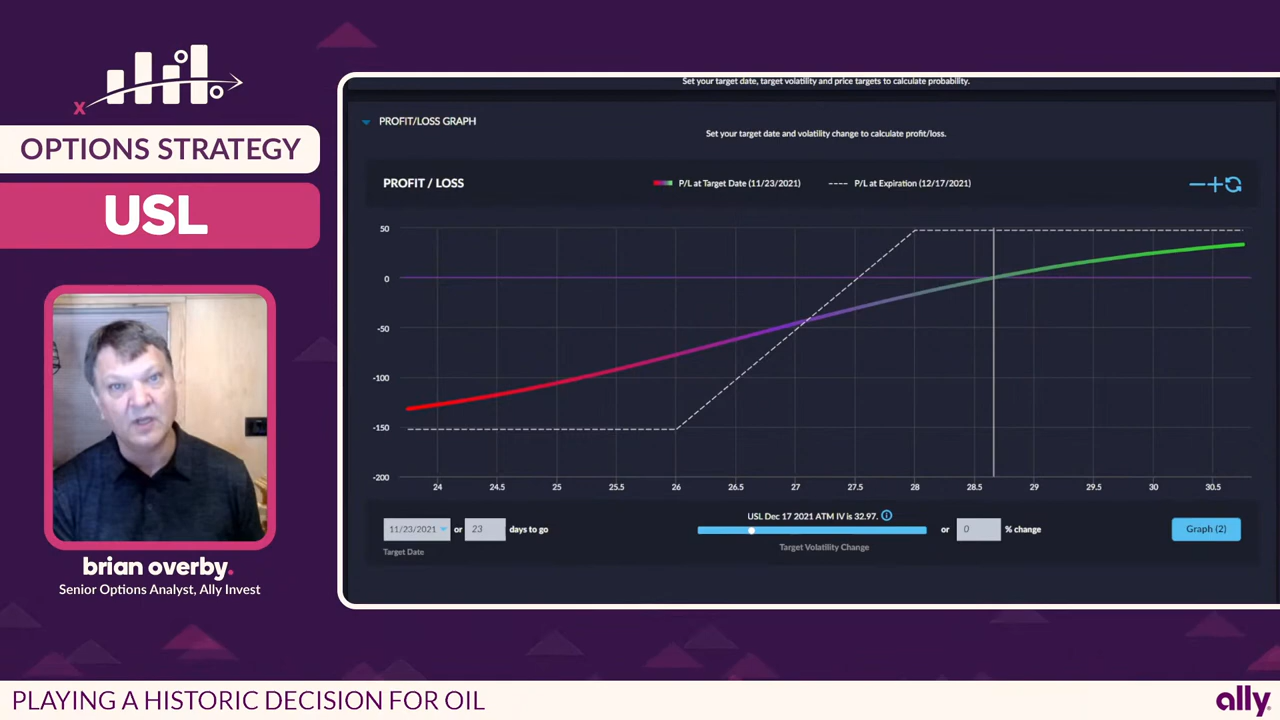 OPTIONS STRATEGY
USL
brian overby.
Senior Options Analyst, Ally Invest
Set your target date, target volatility and price targets to calculate probability.
PROFIT/LOSS GRAPH
Set your target date and volatility change to calculate profit/loss.
PROFIT / LOSS
P/L at Target Date (11/23/2021)
P/L at Expiration (12/17/2021)
50
0
-50
-100
-150
-200
24 24.5 25 25.5 26 26.5 27 27.5 28 28.5 29 29.5 30 30.5
USL Dec 17 2021 ATM IV is 32.97.
11/23/2021 or 23 days to go
or 0 % change
Graph (2)
Target Date
Target Volatility Change
PLAYING A HISTORIC DECISION FOR OIL
ally